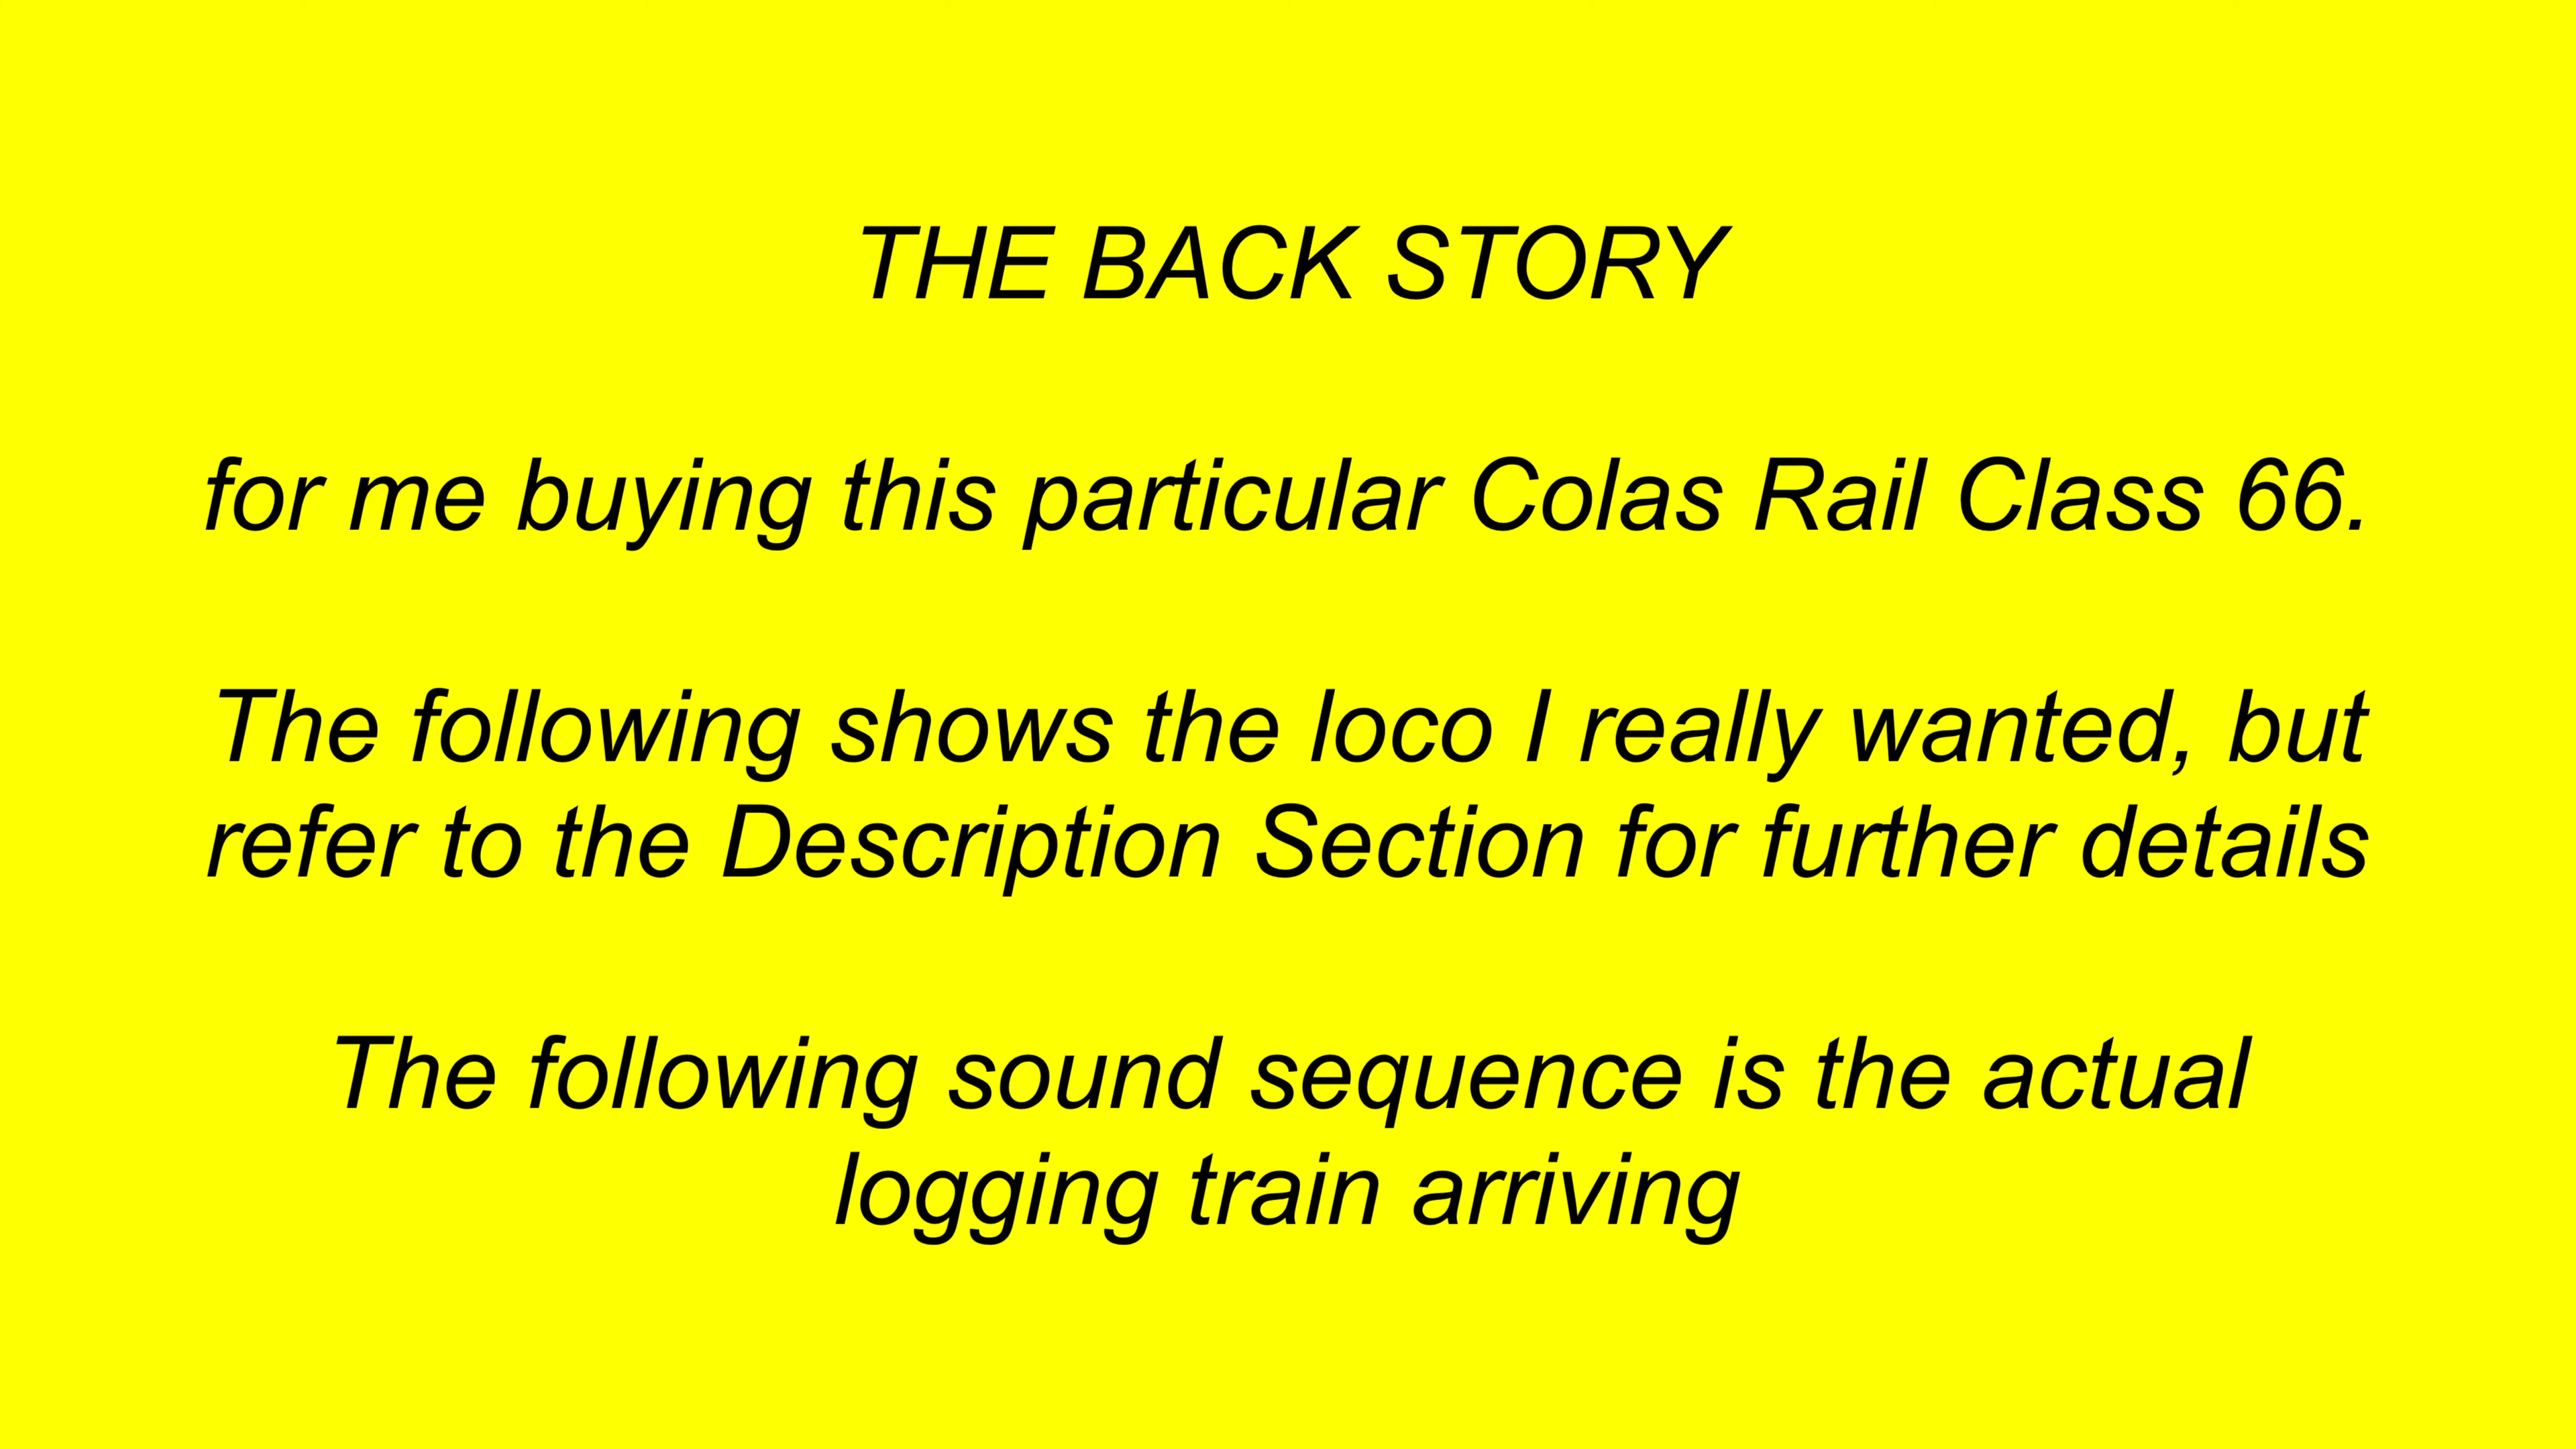 THE BACK STORY
for me buying this particular Colas Rail Class 66.
The following shows the loco I really wanted, but
refer to the Description Section for further details
The following sound sequence is the actual
logging train arriving